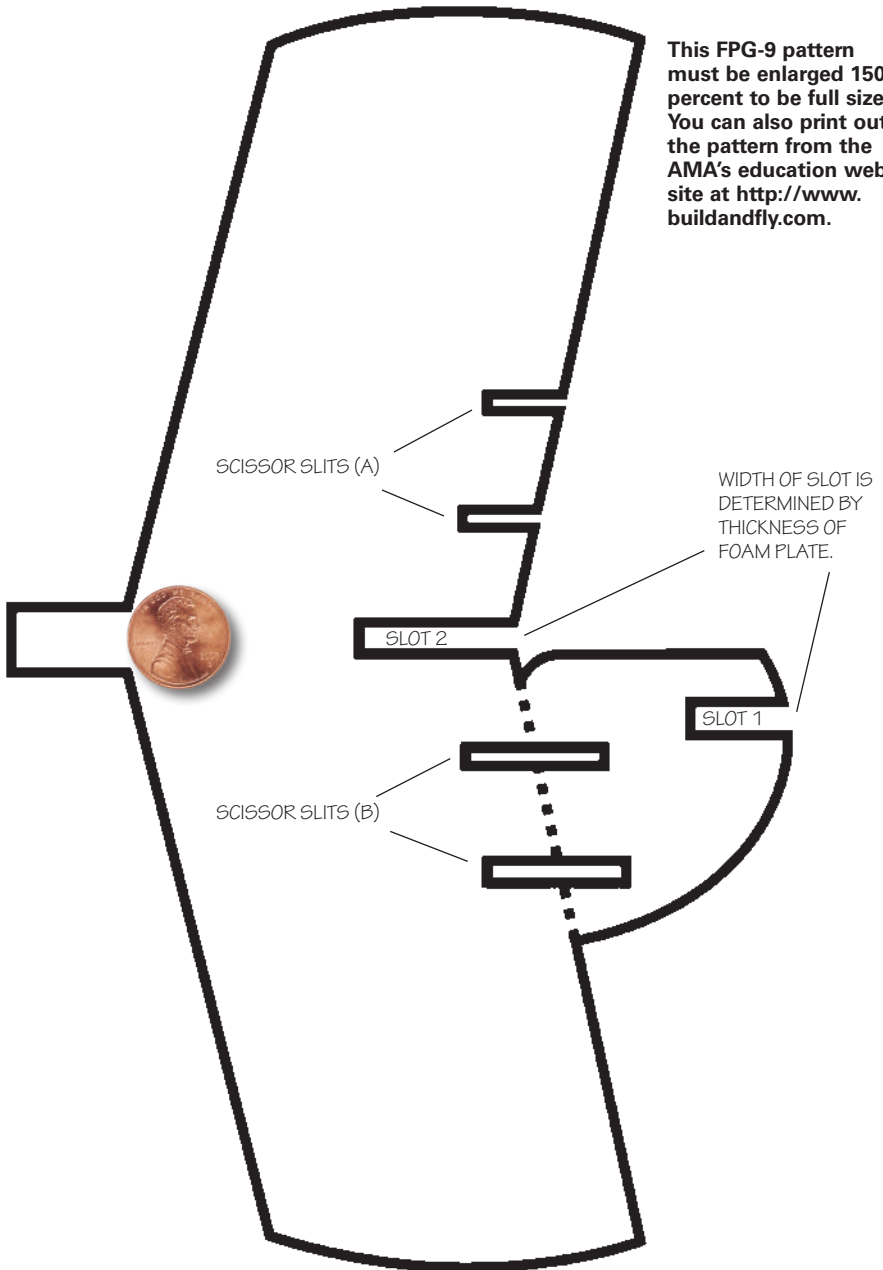 This FPG-9 pattern
must be enlarged 150
percent to be full size
You can also print out
the pattern from the
AMA's education web
site at http://www.
buildandfly.com.
SCISSOR SLITS (A)
WIDTH OF SLOT IS
DETERMINED BY
THICKNESS OF
FOAM PLATE.
SLOT 2
SLOT 1
SCISSOR SLITS (B)